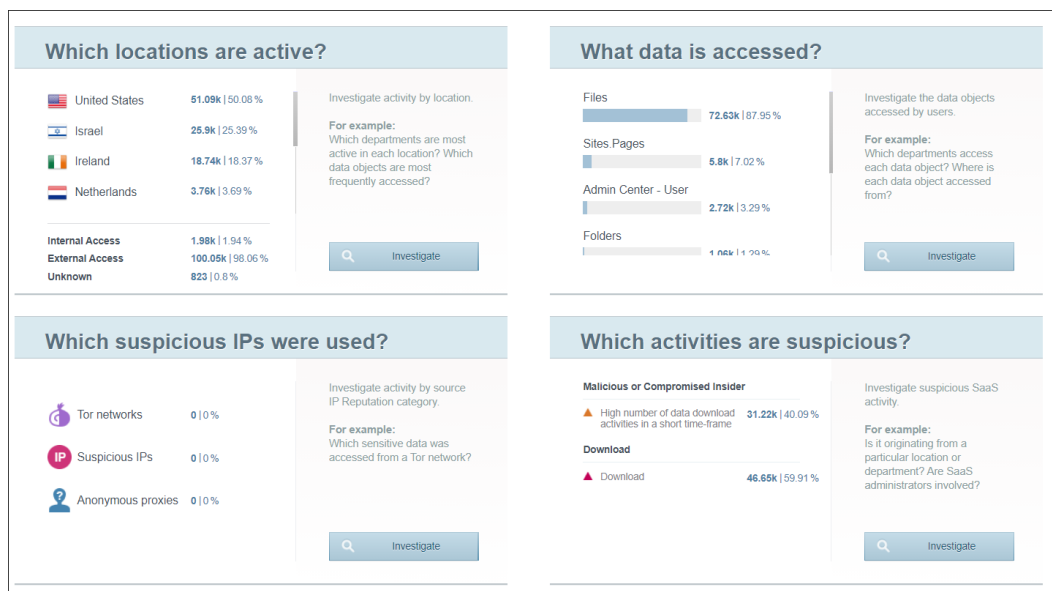 Which locations are active?
United States 51.09k | 50.08 %
Israel 25.9k | 25.39 %
Ireland 18.74k | 18.37 %
Netherlands 3.76k | 3.69 %
Internal Access 1.98k | 1.94 %
External Access 100.05k | 98.06 %
Unknown 823 | 0.8 %
Investigate activity by location.
For example:
Which departments are most
active in each location? Which
data objects are most
frequently accessed?
Investigate
What data is accessed?
Files
72.63k | 87.95 %
Sites.Pages
5.8k | 7.02 %
Admin Center - User
2.72k | 3.29 %
Folders
1.06k | 1.29 %
Investigate the data objects
accessed by users.
For example:
Which departments access
each data object? Where is
each data object accessed
from?
Investigate
Which suspicious IPs were used?
Tor networks 0 | 0 %
IP Suspicious IPs 0 | 0 %
? Anonymous proxies 0 | 0 %
Investigate activity by source
IP Reputation category.
For example:
Which sensitive data was
accessed from a Tor network?
Investigate
Which activities are suspicious?
Malicious or Compromised Insider
High number of data download 31.22k | 40.09 %
activities in a short time-frame
Download
Download 46.65k | 59.91 %
Investigate suspicious SaaS
activity.
For example:
Is it originating from a
particular location or
department? Are SaaS
administrators involved?
Investigate